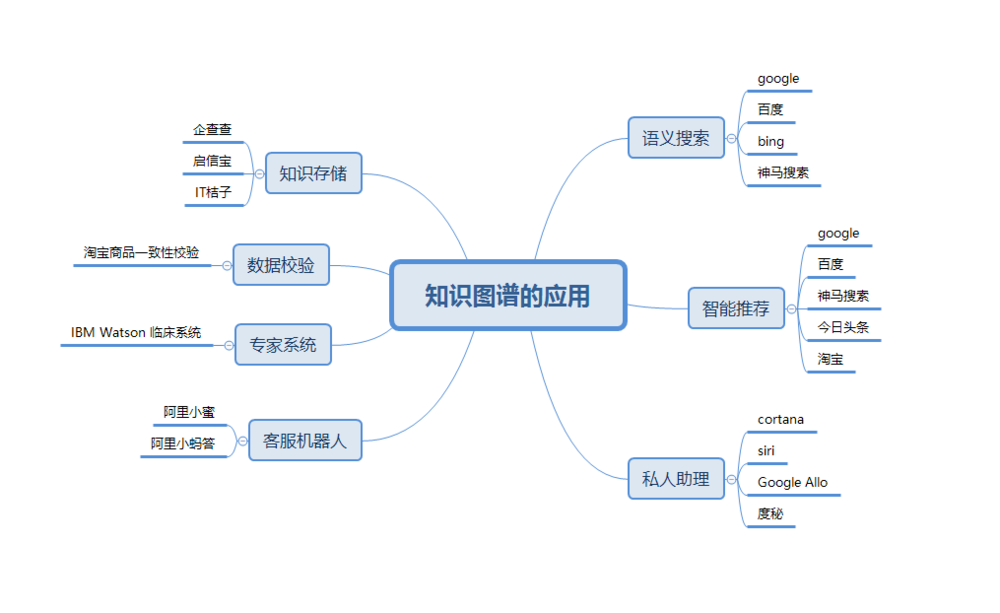 知识图谱的应用
语义搜索
google
百度
bing
神马搜索
智能推荐
google
百度
神马搜索
今日头条
淘宝
私人助理
cortana
siri
Google Allo
度秘
知识存储
企查查
启信宝
IT桔子
数据校验
淘宝商品一致性校验
专家系统
IBM Watson 临床系统
客服机器人
阿里小蜜
阿里小蚂答